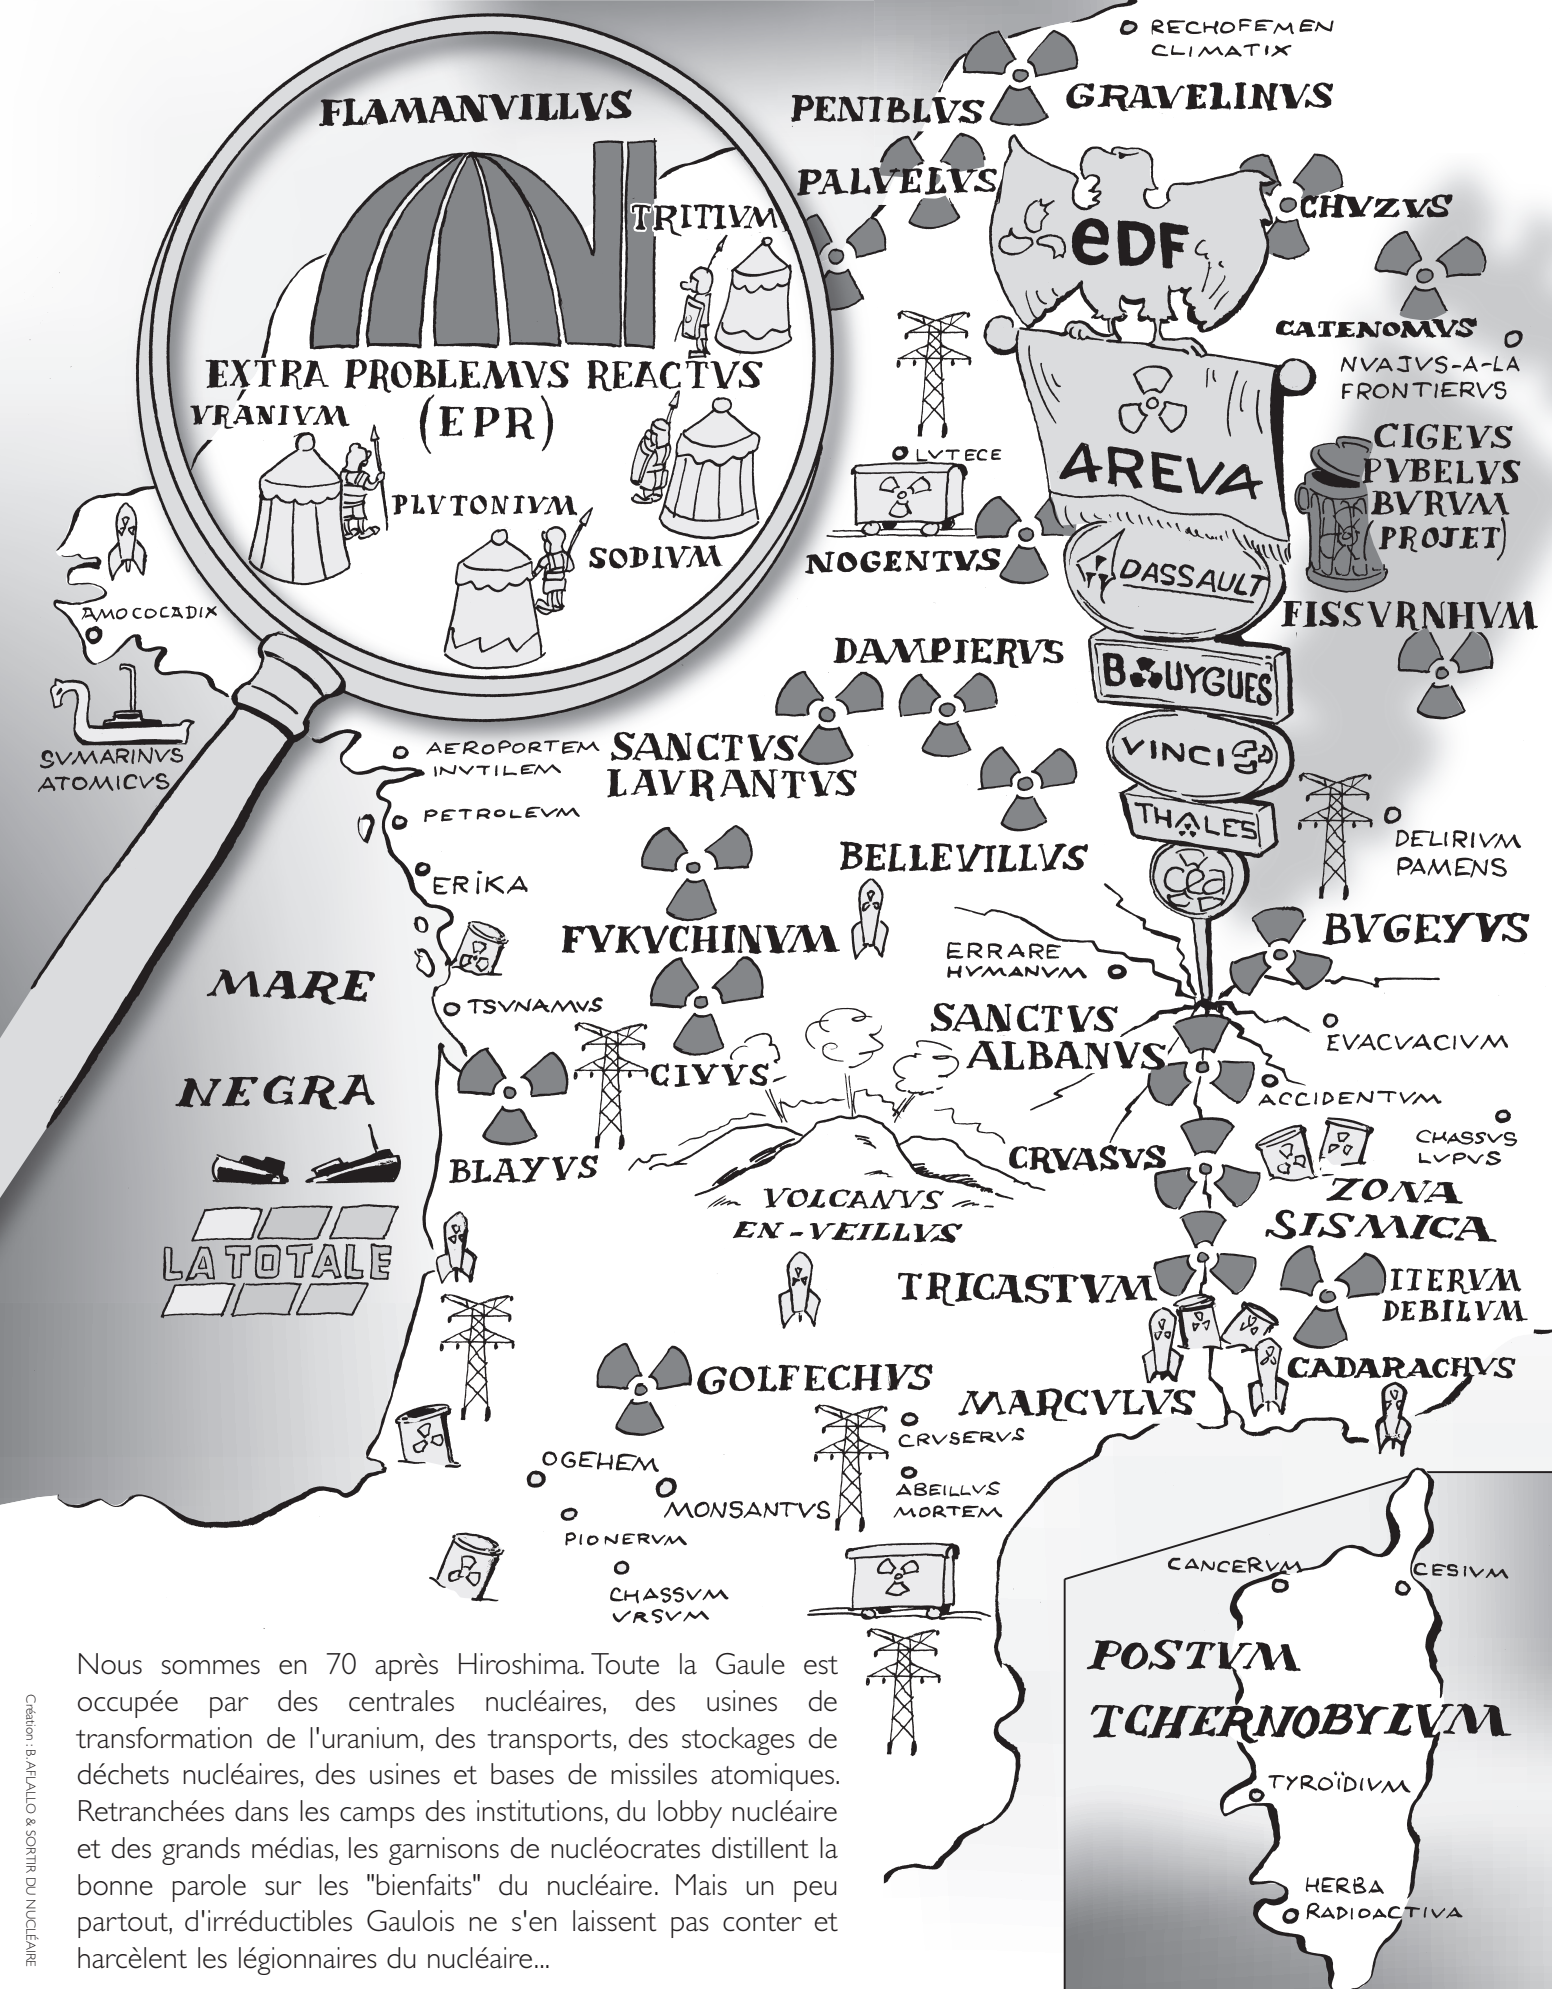 RECHOFEMEN
CLIMATIX
GRAVELINVS
PENIBLVS
PALVELVS
CHVZVS
CATENOMVS
NVAJVS-A-LA
FRONTIERVS
FLAMANVILLVS
TRITIVM
EXTRA PROBLEMVS REACTVS
(EPR)
VRANIVM
PLVTONIVM
SODIVM
eDF
AREVA
DASSAULT
BOUYGUES
VINCI
THALES
cea
LVTECE
NOGENTVS
CIGEVS
PVBELVS
BVRVM
(PROJET)
FISSVRNHVM
AMOCOCADIX
SVMARINVS
ATOMICVS
DAMPIERVS
AEROPORTEM
INVTILEM
SANCTVS
LAVRANTVS
PETROLEVM
BELLEVILLVS
DELIRIVM
PAMENS
ERIKA
FVKVCHINVM
BVGEYVS
ERRARE
HVMANVM
MARE
NEGRA
TSVNAMVS
SANCTVS
ALBANVS
EVACVACIVM
CIVVS
ACCIDENTVM
CHASSVS
LVPVS
BLAYVS
CRVASVS
ZONA
SISMICA
VOLCANVS
EN-VEILLVS
LA TOTALE
TRICASTVM
ITERVM
DEBILVM
GOLFECHVS
CADARACHVS
MARCVLVS
CRVSERVS
OGEHEM
ABEILLVS
MORTEM
MONSANTVS
PIONERVM
CHASSVM
VRSVM
CANCERVM
CESIVM
POSTVM
TCHERNOBYLVM
TYROÏDIVM
HERBA
RADIOACTIVA
Nous sommes en 70 après Hiroshima. Toute la Gaule est
occupée par des centrales nucléaires, des usines de
transformation de l'uranium, des transports, des stockages de
déchets nucléaires, des usines et bases de missiles atomiques.
Retranchées dans les camps des institutions, du lobby nucléaire
et des grands médias, les garnisons de nucléocrates distillent la
bonne parole sur les "bienfaits" du nucléaire. Mais un peu
partout, d'irréductibles Gaulois ne s'en laissent pas conter et
harcèlent les légionnaires du nucléaire...
Création : B. AFLALLO & SORTIR DU NUCLÉAIRE